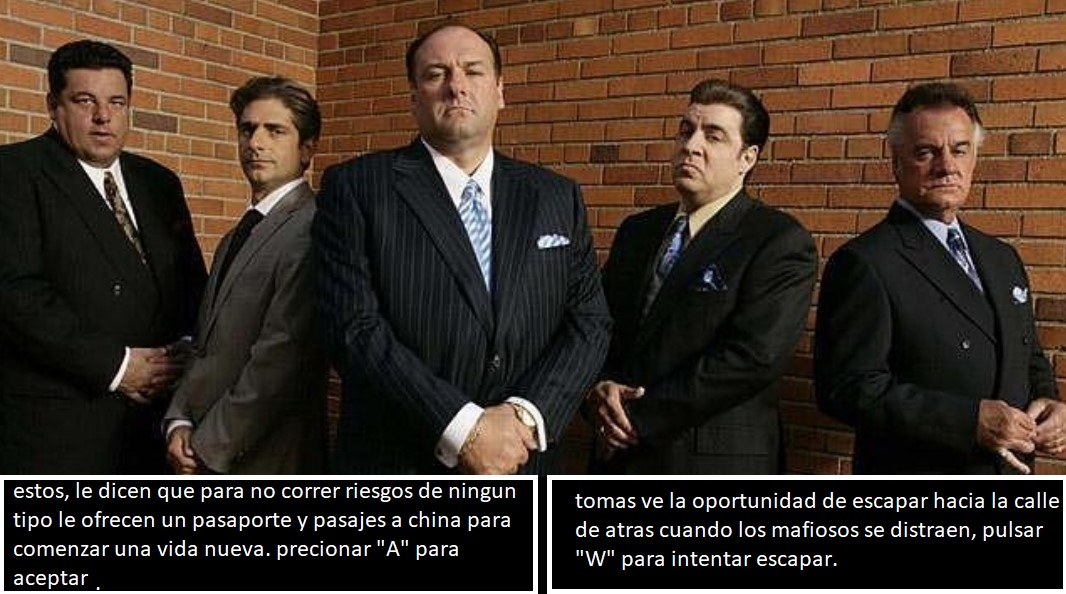 estos, le dicen que para no correr riesgos de ningun
tipo le ofrecen un pasaporte y pasajes a china para
comenzar una vida nueva. precionar "A" para
aceptar .
tomas ve la oportunidad de escapar hacia la calle
de atras cuando los mafiosos se distraen, pulsar
"W" para intentar escapar.